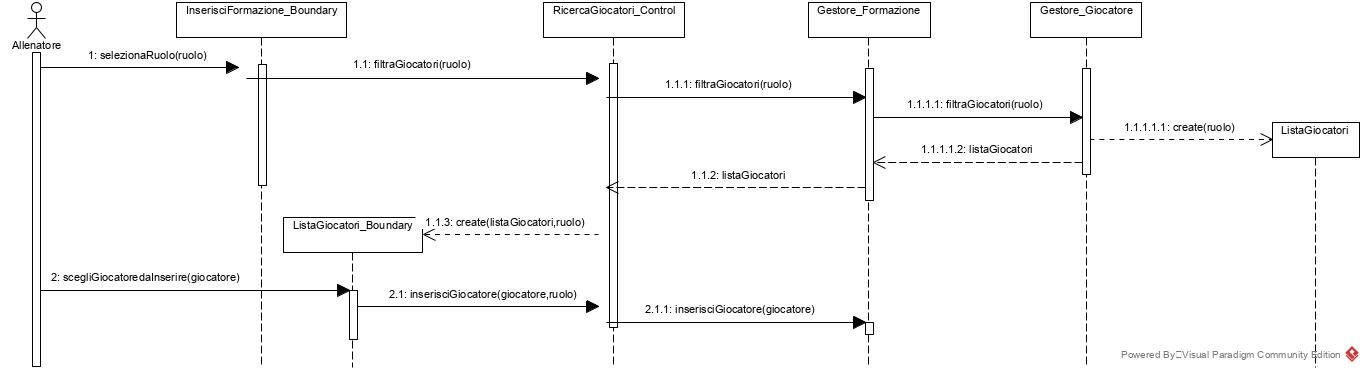 InserisciFormazione_Boundary
RicercaGiocatori_Control
Gestore_Formazione
Gestore_Giocatore
Allenatore
1: selezionaRuolo(ruolo)
1.1: filtraGiocatori(ruolo)
1.1.1: filtraGiocatori(ruolo)
1.1.1.1: filtraGiocatori(ruolo)
1.1.1.1.1: create(ruolo)
ListaGiocatori
1.1.1.1.2: listaGiocatori
1.1.2: listaGiocatori
ListaGiocatori_Boundary
1.1.3: create(listaGiocatori,ruolo)
2: scegliGiocatoredaInserire(giocatore)
2.1: inserisciGiocatore(giocatore,ruolo)
2.1.1: inserisciGiocatore(giocatore)
Powered By Visual Paradigm Community Edition